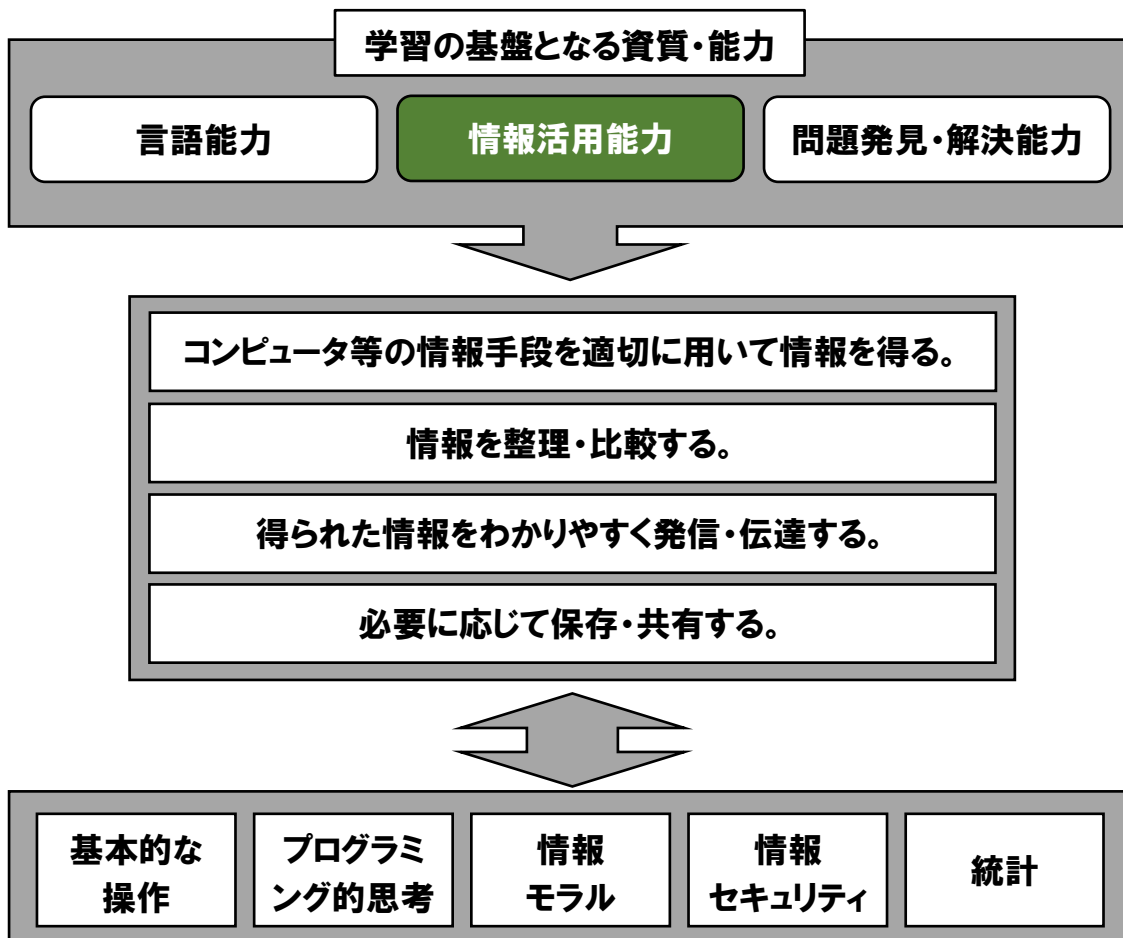 学習の基盤となる資質・能力
言語能力
情報活用能力
問題発見・解決能力
コンピュータ等の情報手段を適切に用いて情報を得る。
情報を整理・比較する。
得られた情報をわかりやすく発信・伝達する。
必要に応じて保存・共有する。
基本的な
操作
プログラミ
ング的思考
情報
モラル
情報
セキュリティ
統計